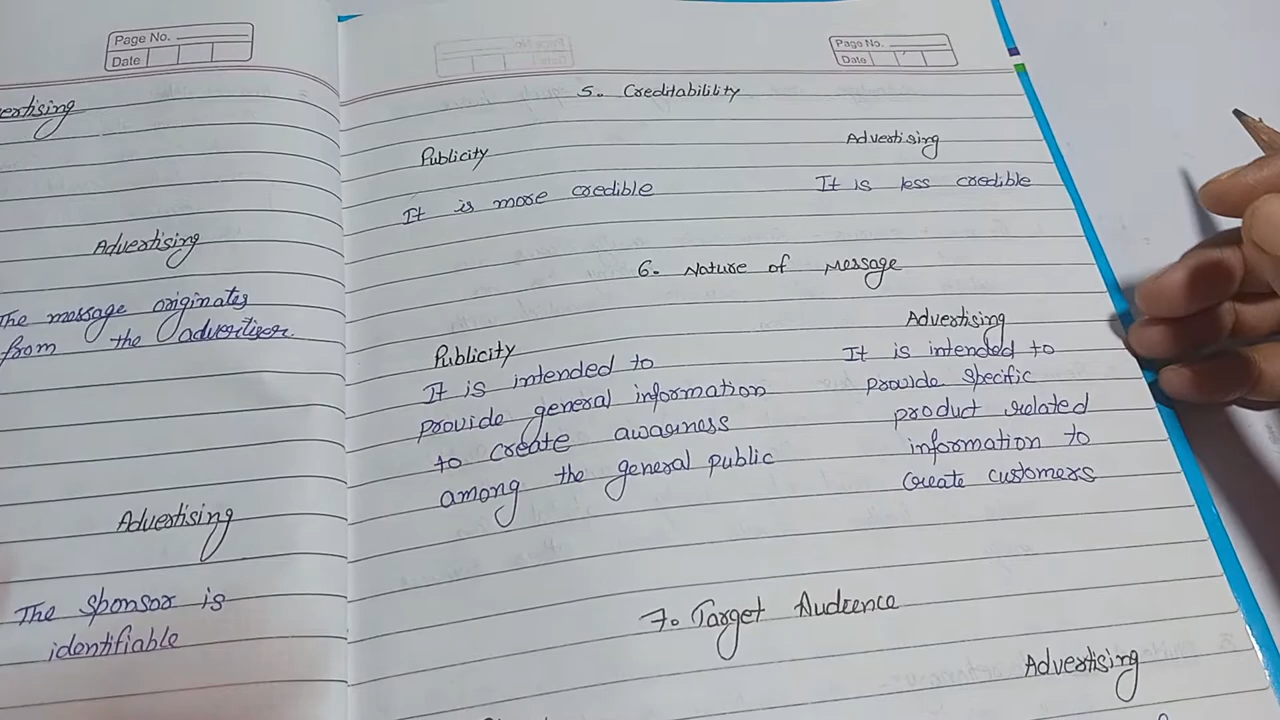 Page No.
Date
ertising
Advertising
The message originates
from the advertiser.
Advertising
The sponsor is
identifiable
Page No.
Date
5. Creditability
Publicity
Advertising
It is more credible
It is less credible
6. Nature of Message
Publicity
Advertising
It is intended to
provide general information
to create awarness
among the general public
It is intended to
provide specific
product related
information to
create customers
7. Target Audience
Advertising